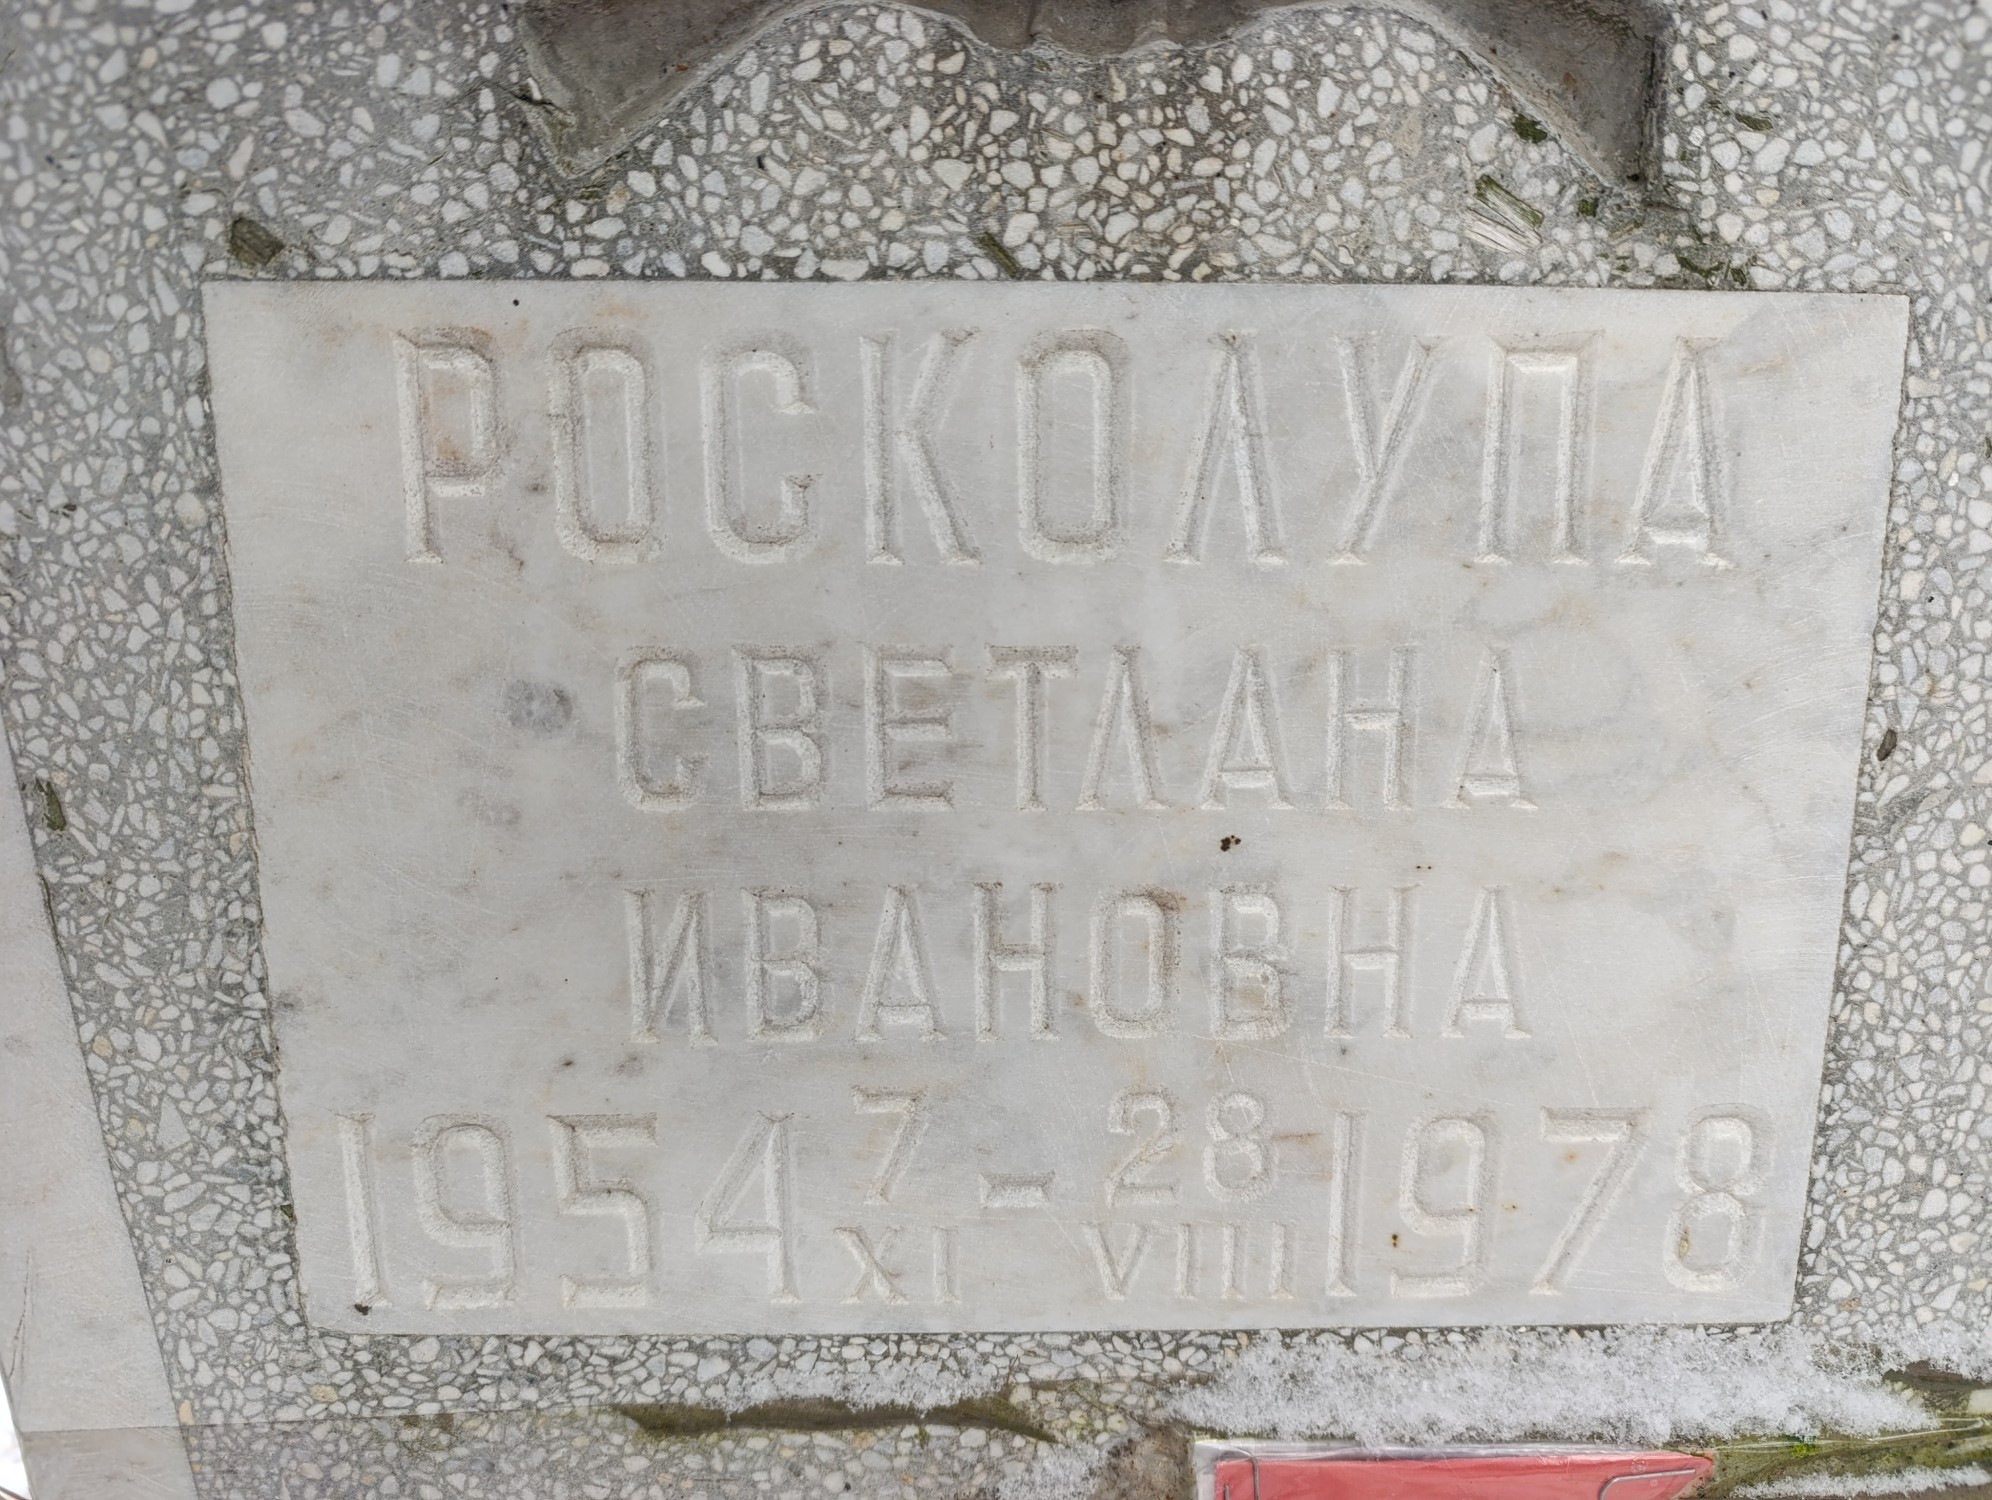 РОСКОЛУПА
СВЕТЛАНА
ИВАНОВНА
1954 7/XI - 28/VIII 1978